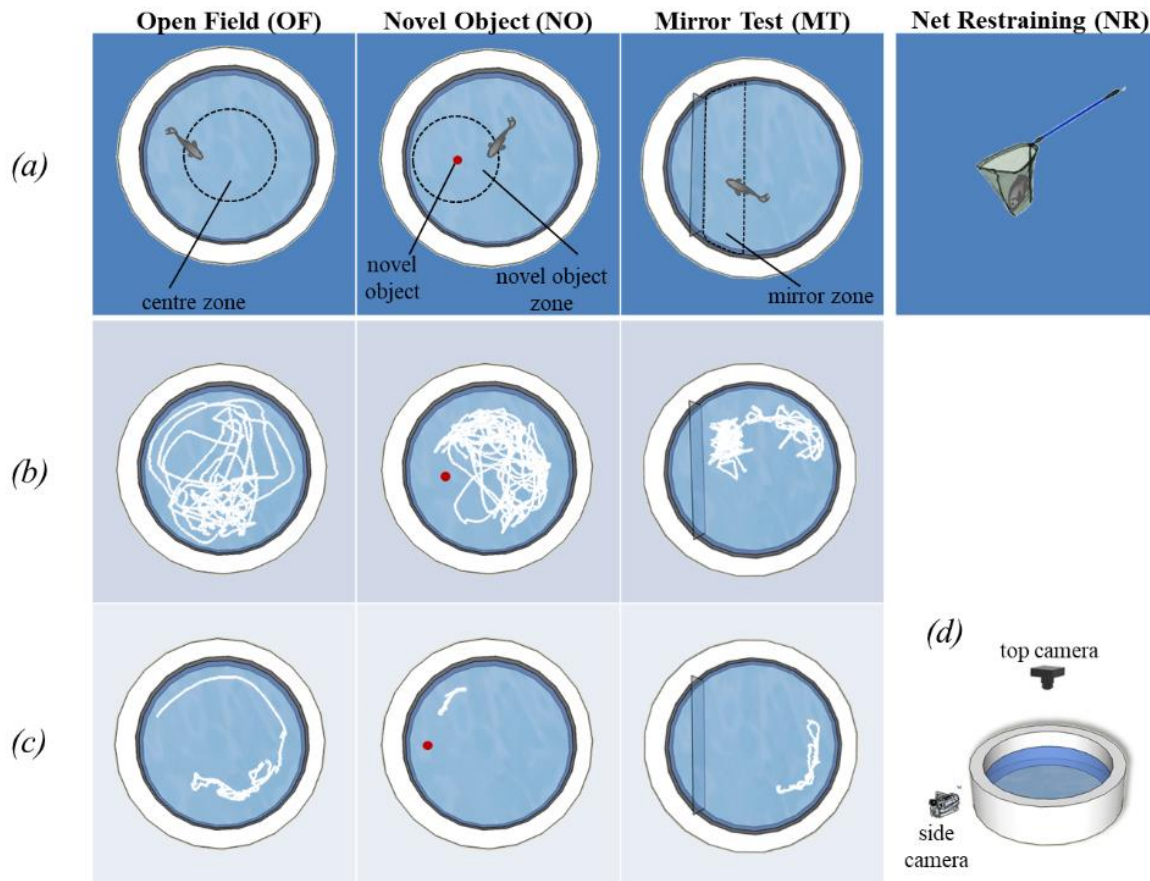 Open Field (OF)
Novel Object (NO)
Mirror Test (MT)
Net Restraining (NR)
(a)
centre zone
novel
object
novel object
zone
mirror zone
(b)
(c)
(d)
top camera
side
camera